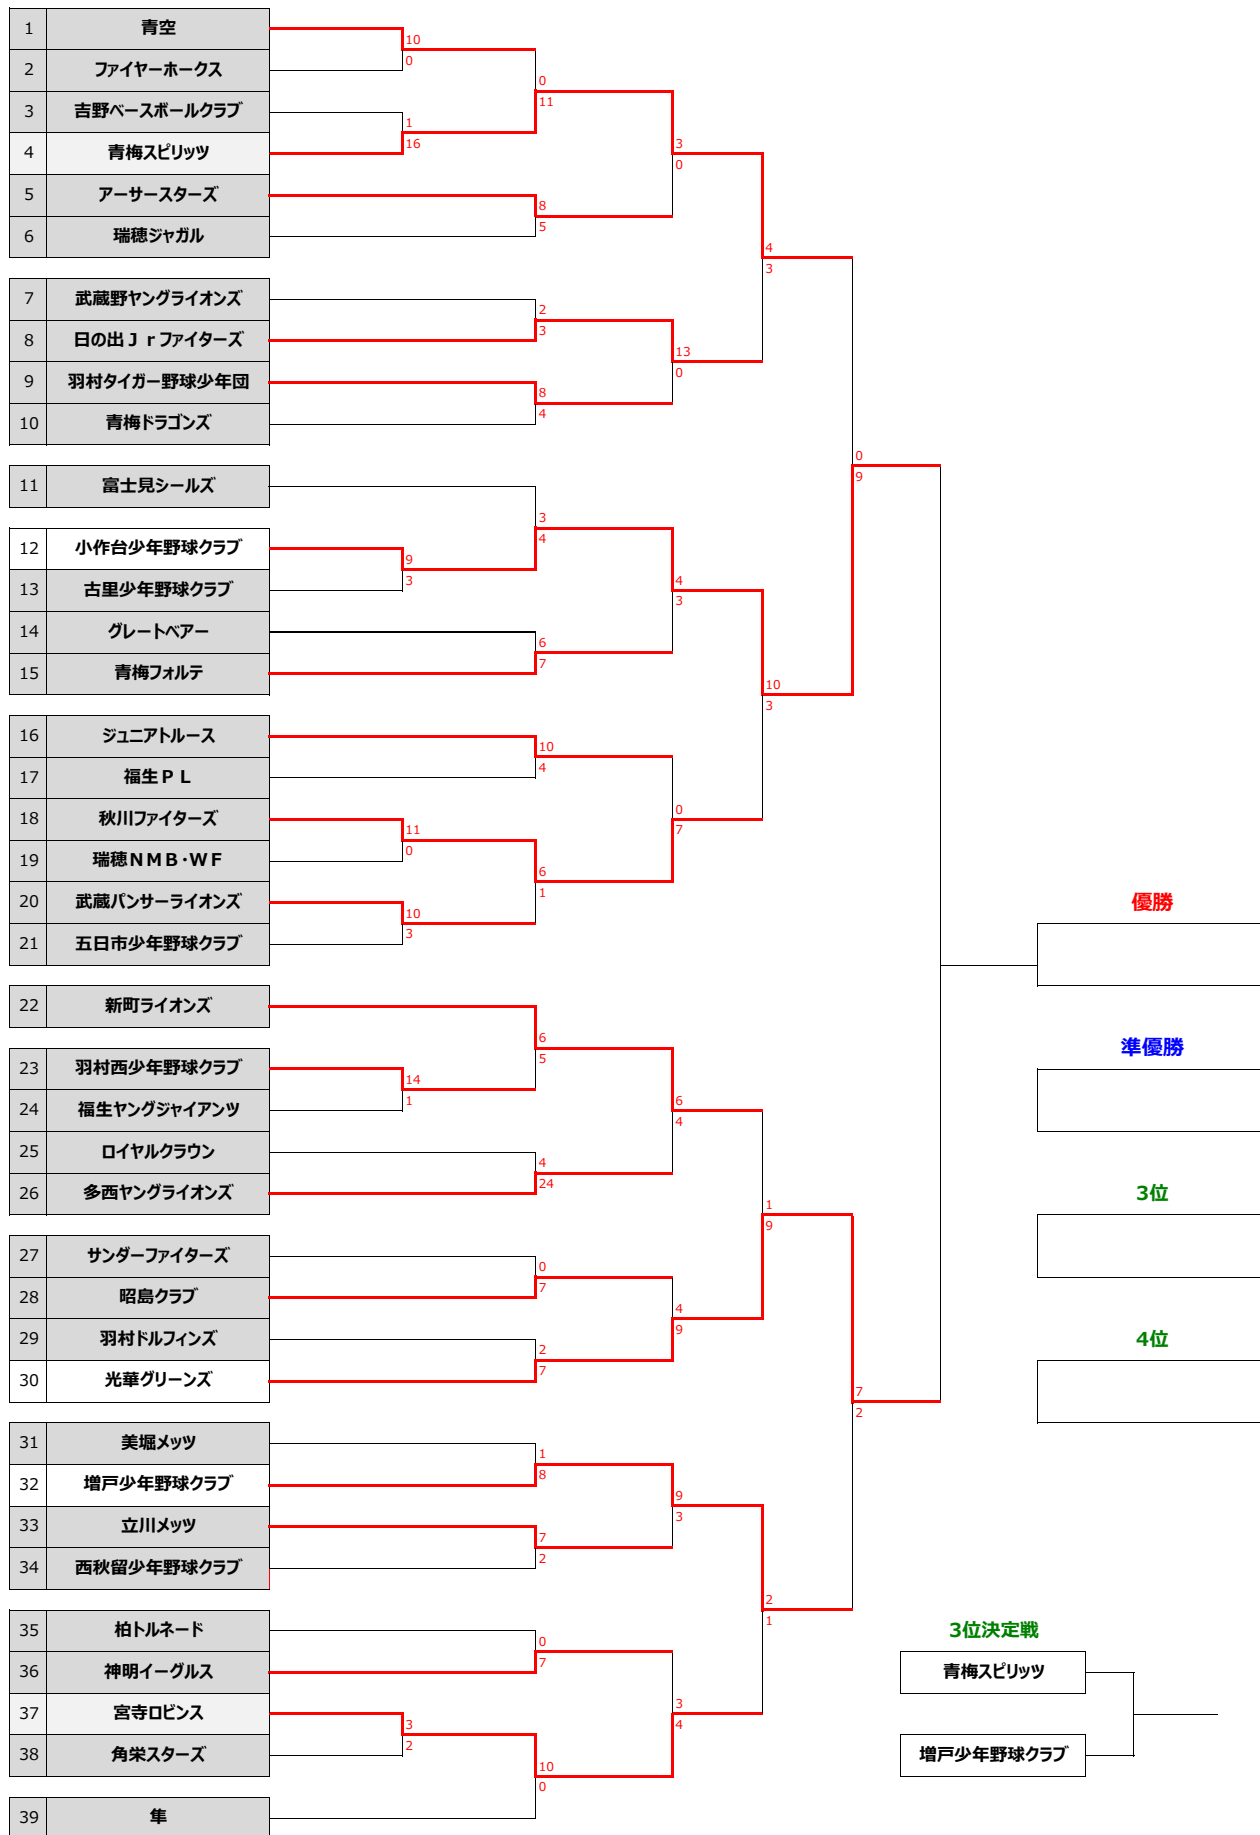 1 青空
2 ファイヤーホークス
3 吉野ベースボールクラブ
4 青梅スピリッツ
5 アーサースターズ
6 瑞穂ジャガル
7 武蔵野ヤングライオンズ
8 日の出Ｊｒファイターズ
9 羽村タイガー野球少年団
10 青梅ドラゴンズ
11 富士見シールズ
12 小作台少年野球クラブ
13 古里少年野球クラブ
14 グレートベアー
15 青梅フォルテ
16 ジュニアトルース
17 福生ＰＬ
18 秋川ファイターズ
19 瑞穂ＮＭＢ・ＷＦ
20 武蔵パンサーライオンズ
21 五日市少年野球クラブ
22 新町ライオンズ
23 羽村西少年野球クラブ
24 福生ヤングジャイアンツ
25 ロイヤルクラウン
26 多西ヤングライオンズ
27 サンダーファイターズ
28 昭島クラブ
29 羽村ドルフィンズ
30 光華グリーンズ
31 美堀メッツ
32 増戸少年野球クラブ
33 立川メッツ
34 西秋留少年野球クラブ
35 柏トルネード
36 神明イーグルス
37 宮寺ロビンス
38 角栄スターズ
39 隼
10
0
1
16
9
3
11
0
10
3
14
1
3
2
0
11
8
5
2
3
8
4
3
4
6
7
10
4
6
1
6
5
4
24
0
7
2
7
1
8
7
2
0
7
10
0
3
0
13
0
4
3
0
7
6
4
4
9
9
3
3
4
4
3
10
3
1
9
2
1
0
9
7
2
優勝
準優勝
3位
4位
3位決定戦
青梅スピリッツ
増戸少年野球クラブ